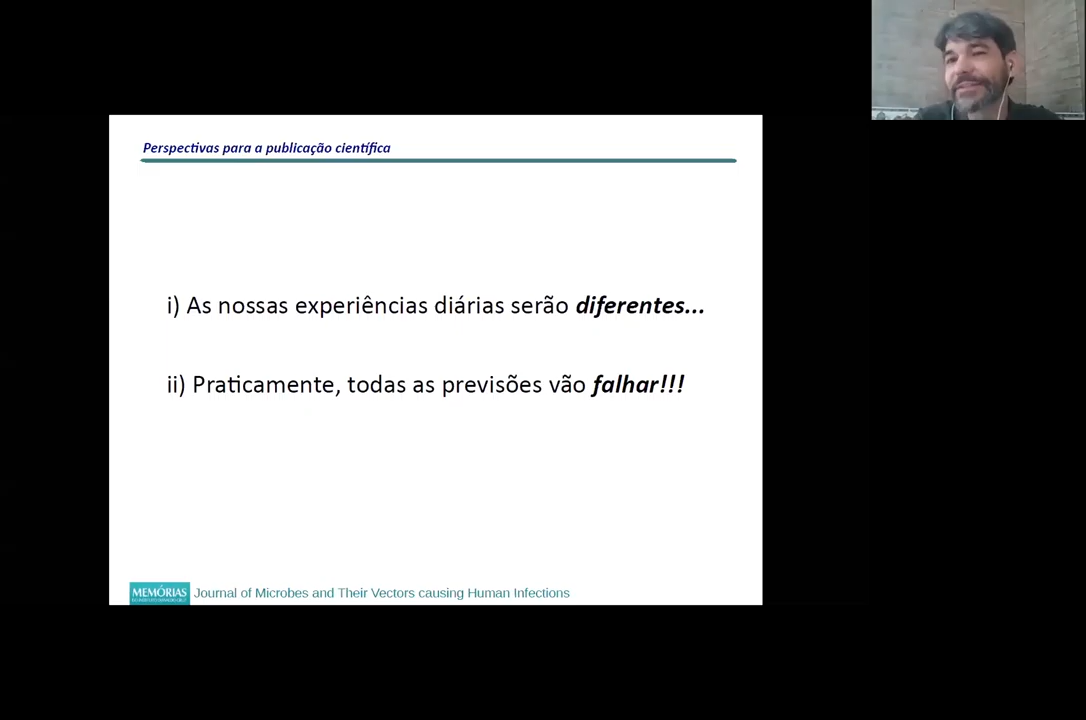 Perspectivas para a publicação científica
i) As nossas experiências diárias serão diferentes...
ii) Praticamente, todas as previsões vão falhar!!!
MEMÓRIAS
Journal of Microbes and Their Vectors causing Human Infections